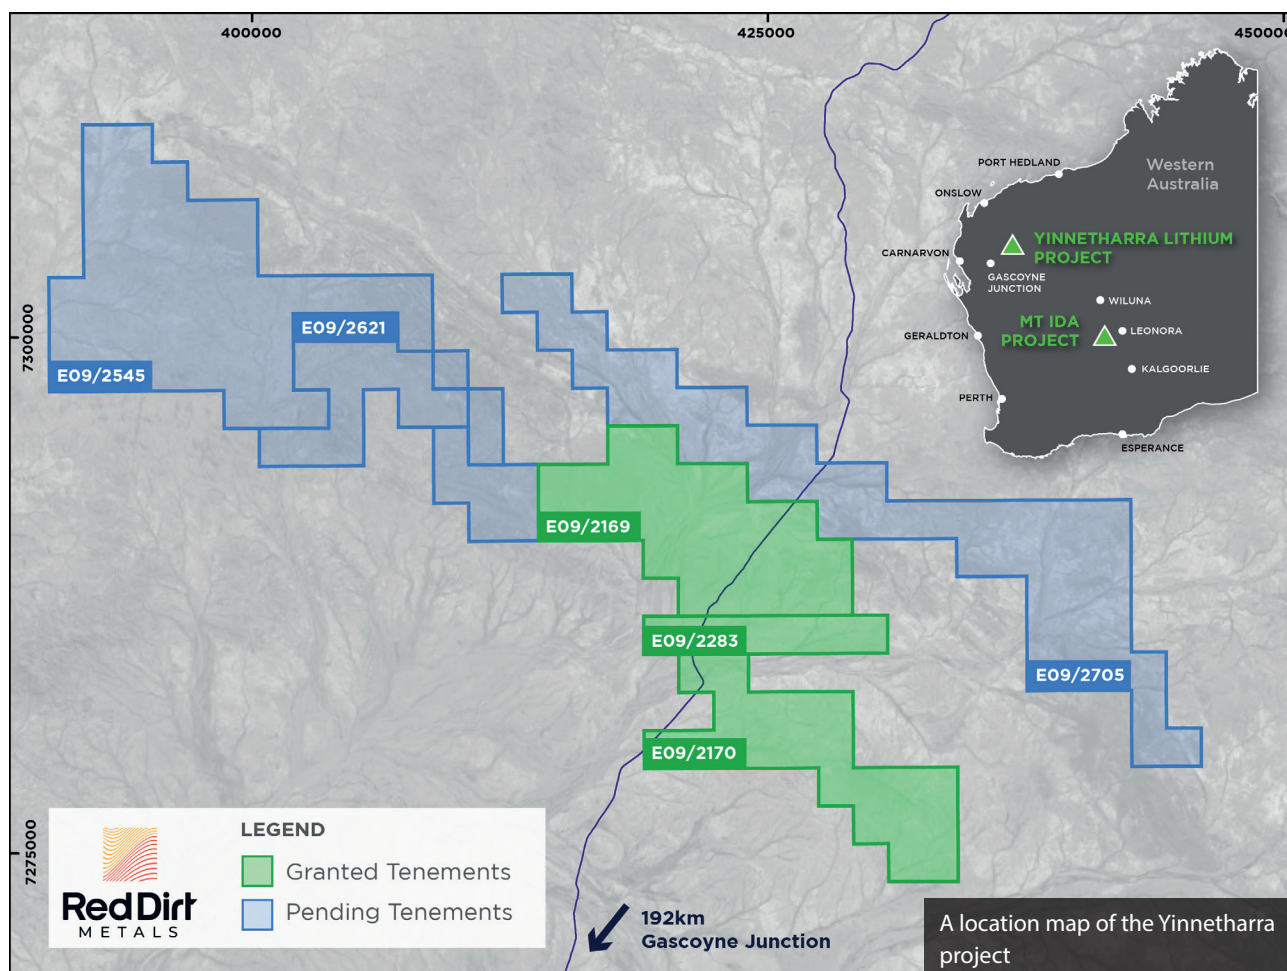 400000
425000
450000
7300000
7275000
E09/2621
E09/2545
E09/2169
E09/2283
E09/2170
E09/2705
Western
Australia
PORT HEDLAND
ONSLOW
YINNETHARRA LITHIUM
PROJECT
CARNARVON
GASCOYNE
JUNCTION
WILUNA
MT IDA
PROJECT
LEONORA
GERALDTON
KALGOORLIE
PERTH
ESPERANCE
LEGEND
Granted Tenements
Pending Tenements
Red Dirt
METALS
192km
Gascoyne Junction
A location map of the Yinnetharra
project